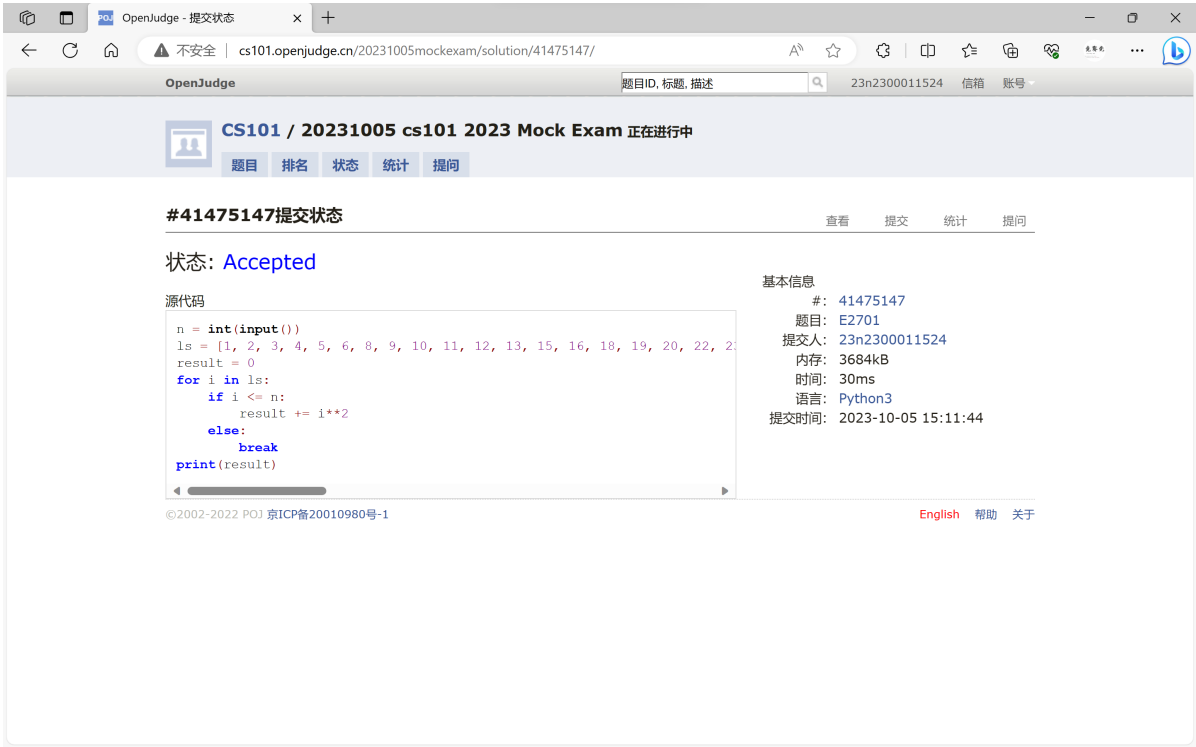 POJ OpenJudge - 提交状态
不安全 cs101.openjudge.cn/20231005mockexam/solution/41475147/
OpenJudge 题目ID, 标题, 描述 23n2300011524 信箱 账号
CS101 / 20231005 cs101 2023 Mock Exam 正在进行中
题目 排名 状态 统计 提问
#41475147提交状态 查看 提交 统计 提问
状态: Accepted
源代码
n = int(input())
ls = [1, 2, 3, 4, 5, 6, 8, 9, 10, 11, 12, 13, 15, 16, 18, 19, 20, 22, 23
result = 0
for i in ls:
if i <= n:
result += i**2
else:
break
print(result)
基本信息
#: 41475147
题目: E2701
提交人: 23n2300011524
内存: 3684kB
时间: 30ms
语言: Python3
提交时间: 2023-10-05 15:11:44
©2002-2022 POJ 京ICP备20010980号-1 English 帮助 关于